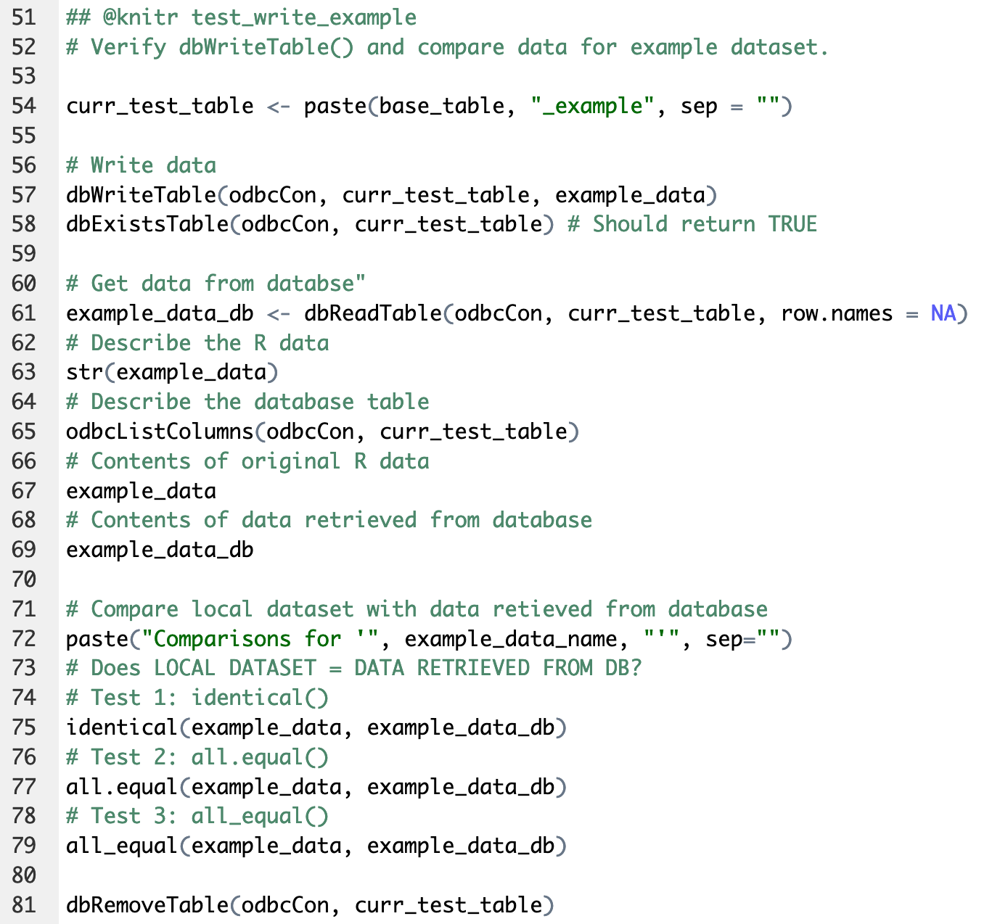 51 ## @knitr test_write_example
52 # Verify dbWriteTable() and compare data for example dataset.
53
54 curr_test_table <- paste(base_table, "_example", sep = "")
55
56 # Write data
57 dbWriteTable(odbcCon, curr_test_table, example_data)
58 dbExistsTable(odbcCon, curr_test_table) # Should return TRUE
59
60 # Get data from databse"
61 example_data_db <- dbReadTable(odbcCon, curr_test_table, row.names = NA)
62 # Describe the R data
63 str(example_data)
64 # Describe the database table
65 odbcListColumns(odbcCon, curr_test_table)
66 # Contents of original R data
67 example_data
68 # Contents of data retrieved from database
69 example_data_db
70
71 # Compare local dataset with data retieved from database
72 paste("Comparisons for '", example_data_name, "'", sep="")
73 # Does LOCAL DATASET = DATA RETRIEVED FROM DB?
74 # Test 1: identical()
75 identical(example_data, example_data_db)
76 # Test 2: all.equal()
77 all.equal(example_data, example_data_db)
78 # Test 3: all_equal()
79 all_equal(example_data, example_data_db)
80
81 dbRemoveTable(odbcCon, curr_test_table)